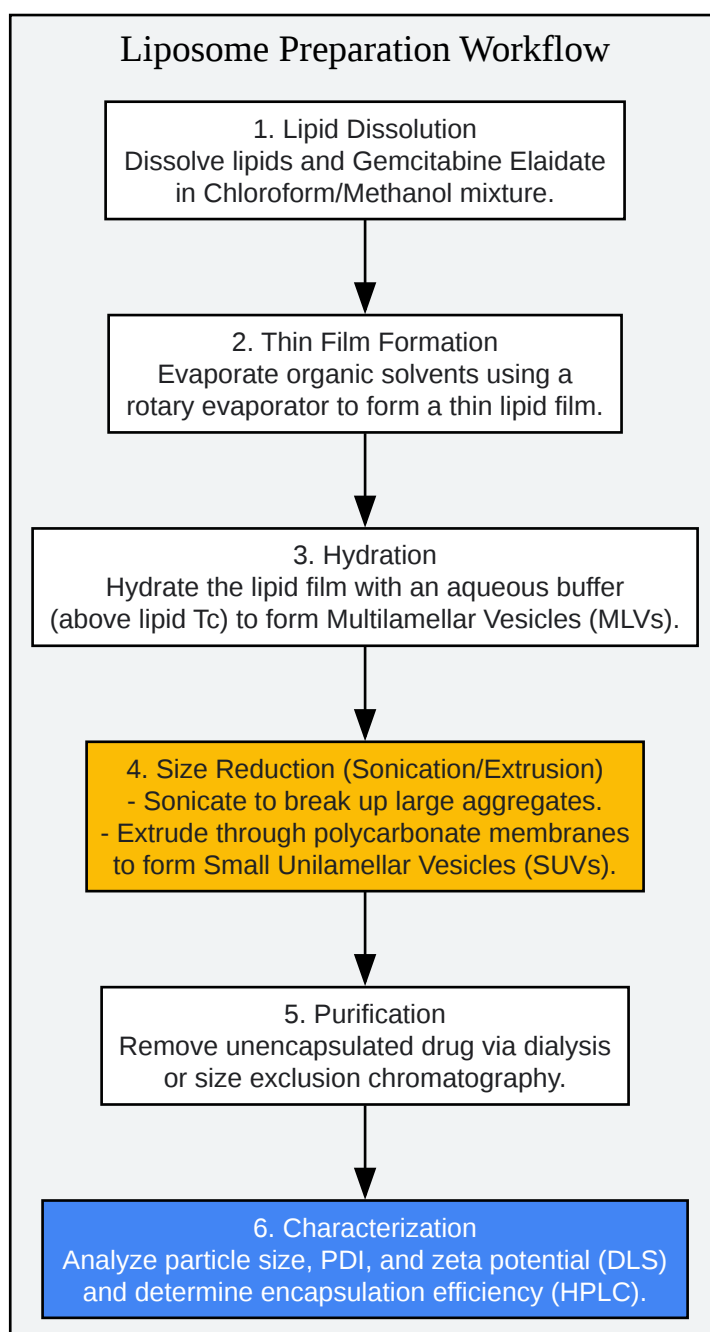 Liposome Preparation Workflow
1. Lipid Dissolution
Dissolve lipids and Gemcitabine Elaidate
in Chloroform/Methanol mixture.
2. Thin Film Formation
Evaporate organic solvents using a
rotary evaporator to form a thin lipid film.
3. Hydration
Hydrate the lipid film with an aqueous buffer
(above lipid Tc) to form Multilamellar Vesicles (MLVs).
4. Size Reduction (Sonication/Extrusion)
- Sonicate to break up large aggregates.
- Extrude through polycarbonate membranes
to form Small Unilamellar Vesicles (SUVs).
5. Purification
Remove unencapsulated drug via dialysis
or size exclusion chromatography.
6. Characterization
Analyze particle size, PDI, and zeta potential (DLS)
and determine encapsulation efficiency (HPLC).